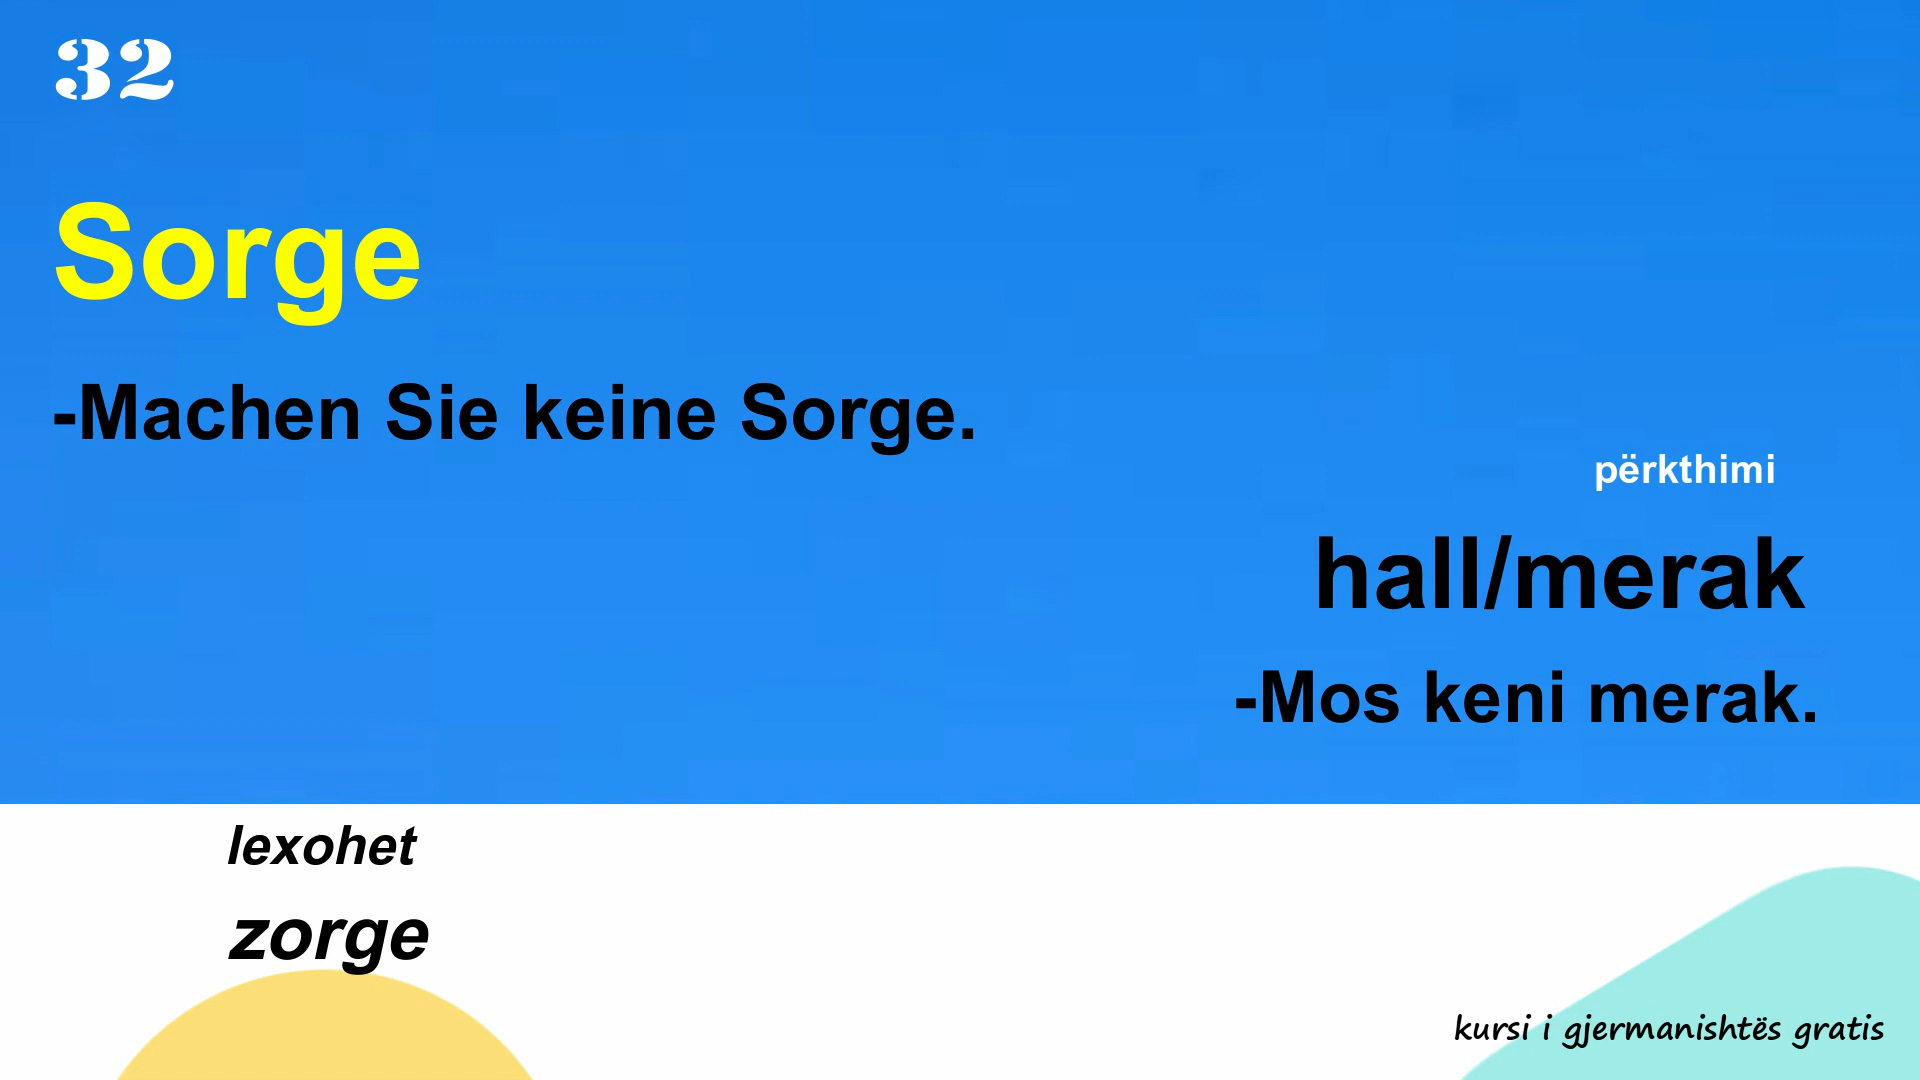 32
Sorge
-Machen Sie keine Sorge.
përkthimi
hall/merak
-Mos keni merak.
lexohet
zorge
kursi i gjermanishtës gratis